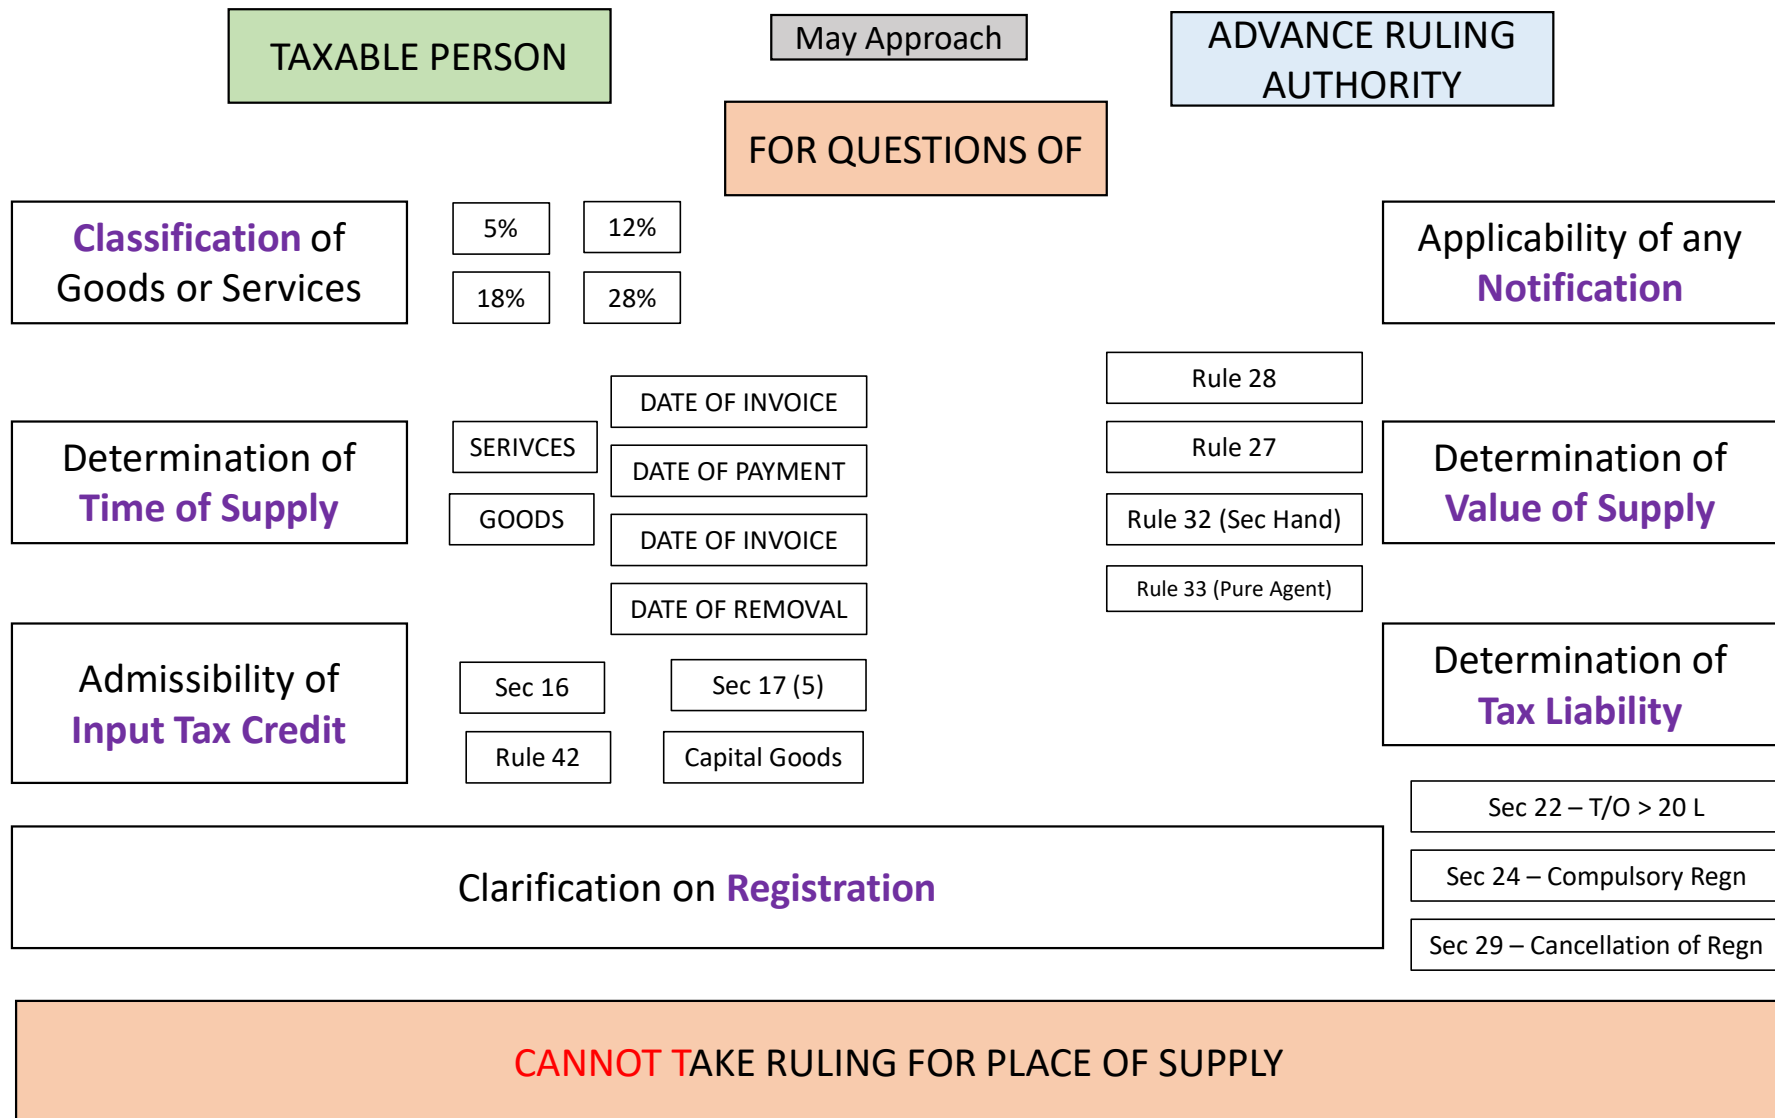 TAXABLE PERSON
May Approach
ADVANCE RULING
AUTHORITY
FOR QUESTIONS OF
Classification of
Goods or Services
5%
12%
18%
28%
Applicability of any
Notification
Determination of
Time of Supply
SERIVCES
GOODS
DATE OF INVOICE
DATE OF PAYMENT
DATE OF INVOICE
DATE OF REMOVAL
Rule 28
Rule 27
Rule 32 (Sec Hand)
Rule 33 (Pure Agent)
Determination of
Value of Supply
Admissibility of
Input Tax Credit
Sec 16
Sec 17 (5)
Rule 42
Capital Goods
Determination of
Tax Liability
Clarification on Registration
Sec 22 – T/O > 20 L
Sec 24 – Compulsory Regn
Sec 29 – Cancellation of Regn
CANNOT TAKE RULING FOR PLACE OF SUPPLY